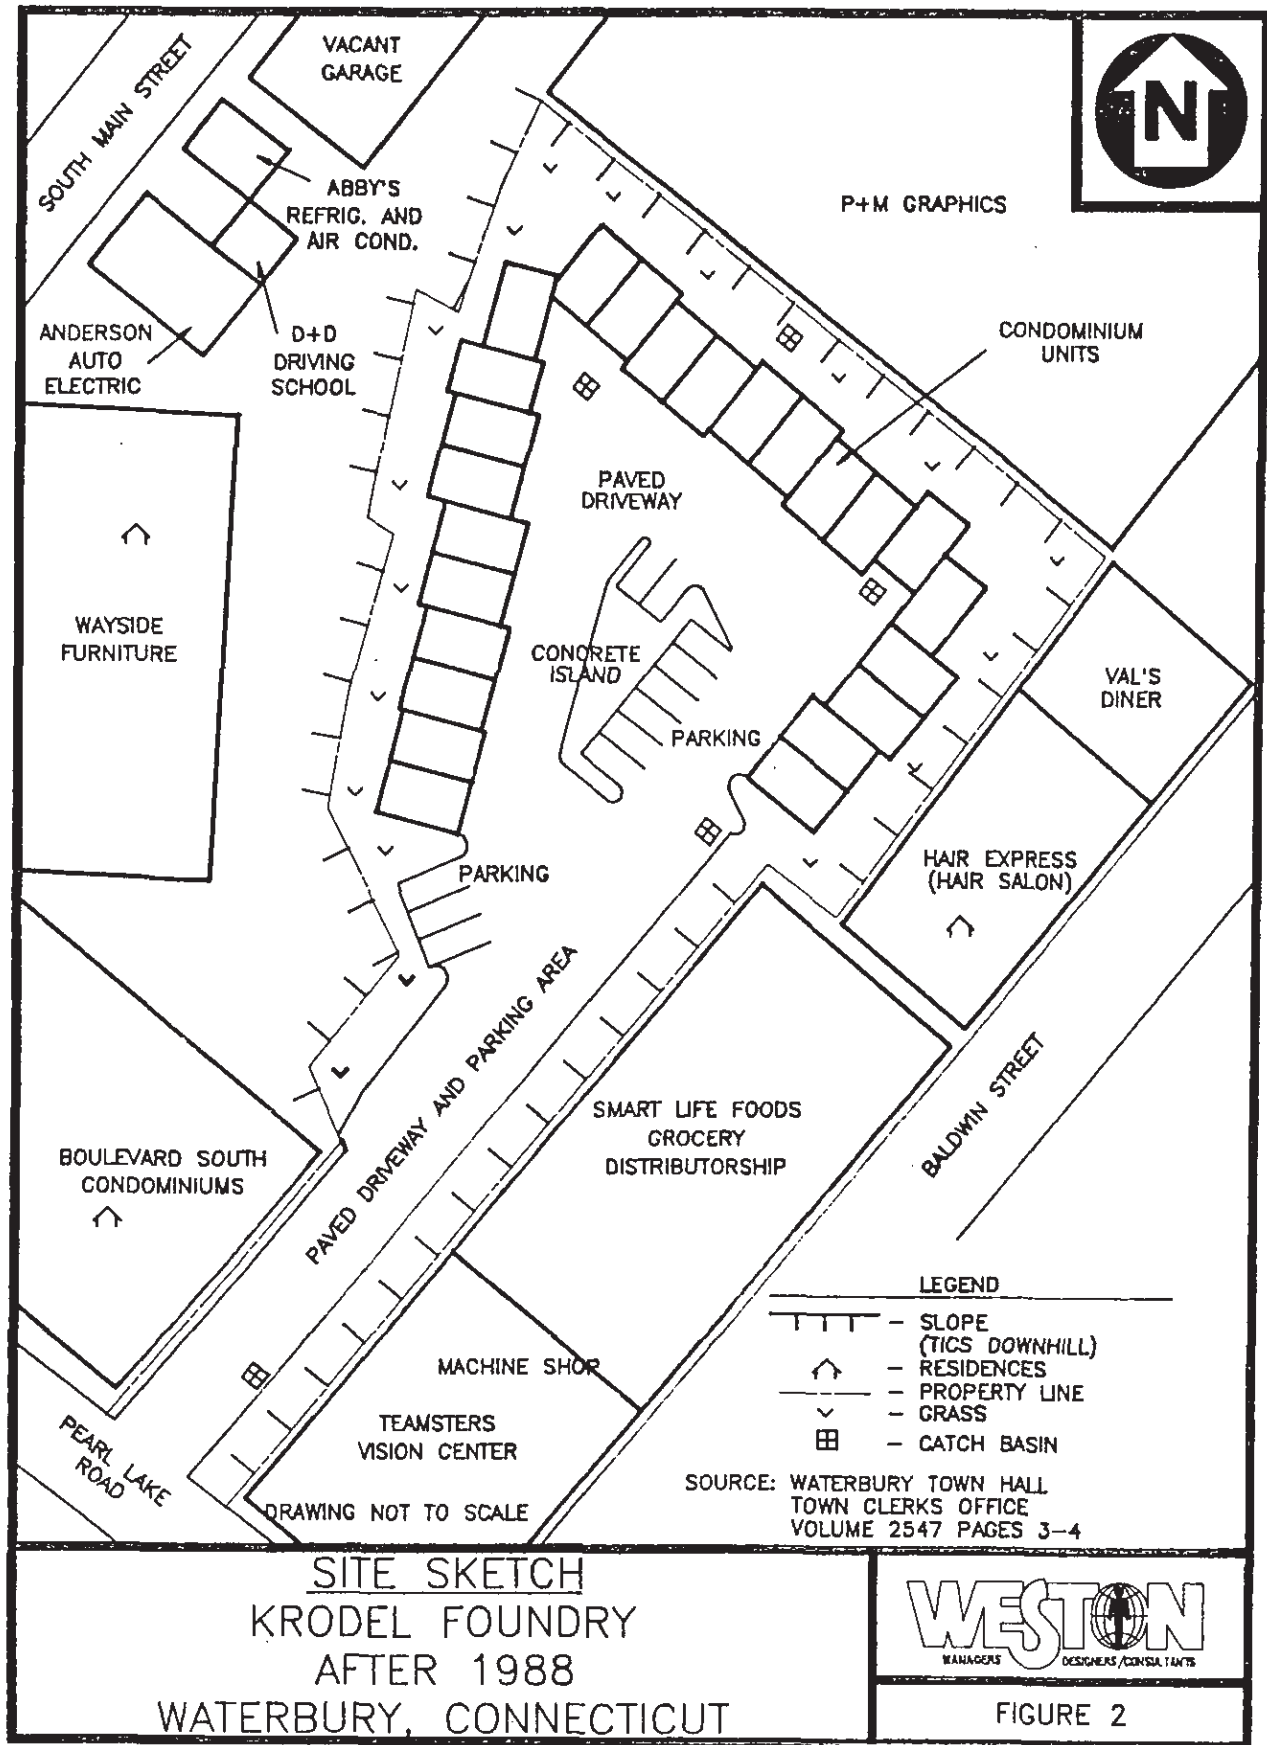 VACANT
GARAGE
N
SOUTH MAIN STREET
ABBY'S
REFRIG. AND
AIR COND.
P+M GRAPHICS
ANDERSON
AUTO
ELECTRIC
D+D
DRIVING
SCHOOL
CONDOMINIUM
UNITS
PAVED
DRIVEWAY
WAYSIDE
FURNITURE
CONCRETE
ISLAND
VAL'S
DINER
PARKING
HAIR EXPRESS
(HAIR SALON)
PARKING
PAVED DRIVEWAY AND PARKING AREA
SMART LIFE FOODS
GROCERY
DISTRIBUTORSHIP
BALDWIN STREET
BOULEVARD SOUTH
CONDOMINIUMS
MACHINE SHOP
TEAMSTERS
VISION CENTER
PEARL LAKE
ROAD
DRAWING NOT TO SCALE
LEGEND
- SLOPE
(TICS DOWNHILL)
- RESIDENCES
- PROPERTY LINE
- GRASS
- CATCH BASIN
SOURCE: WATERBURY TOWN HALL
TOWN CLERKS OFFICE
VOLUME 2547 PAGES 3-4
SITE SKETCH
KRODEL FOUNDRY
AFTER 1988
WATERBURY, CONNECTICUT
WESTON
MANAGERS DESIGNERS/CONSULTANTS
FIGURE 2